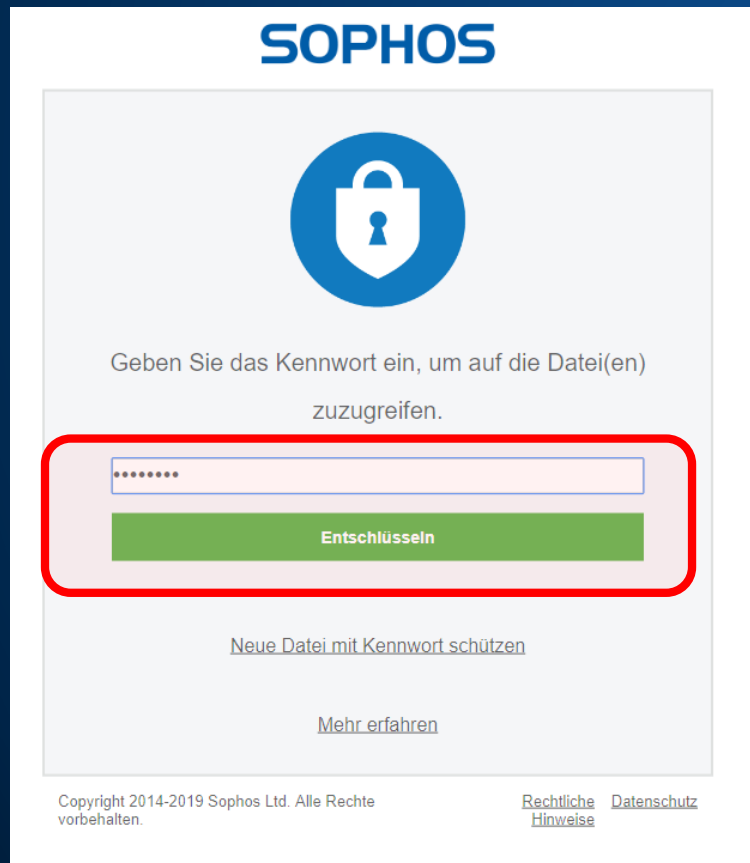 SOPHOS
Geben Sie das Kennwort ein, um auf die Datei(en)
zuzugreifen.
••••••••
Entschlüsseln
Neue Datei mit Kennwort schützen
Mehr erfahren
Copyright 2014-2019 Sophos Ltd. Alle Rechte
vorbehalten.
Rechtliche
Hinweise
Datenschutz